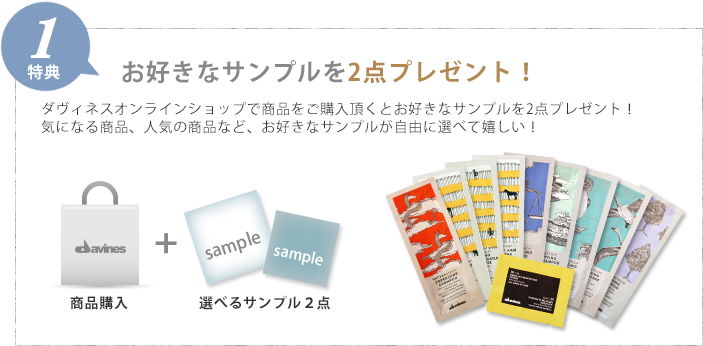 1
特典
お好きなサンプルを2点プレゼント！
ダヴィネスオンラインショップで商品をご購入頂くとお好きなサンプルを2点プレゼント！
気になる商品、人気の商品など、お好きなサンプルが自由に選べて嬉しい！
davines
+
sample
sample
商品購入
選べるサンプル２点
davines